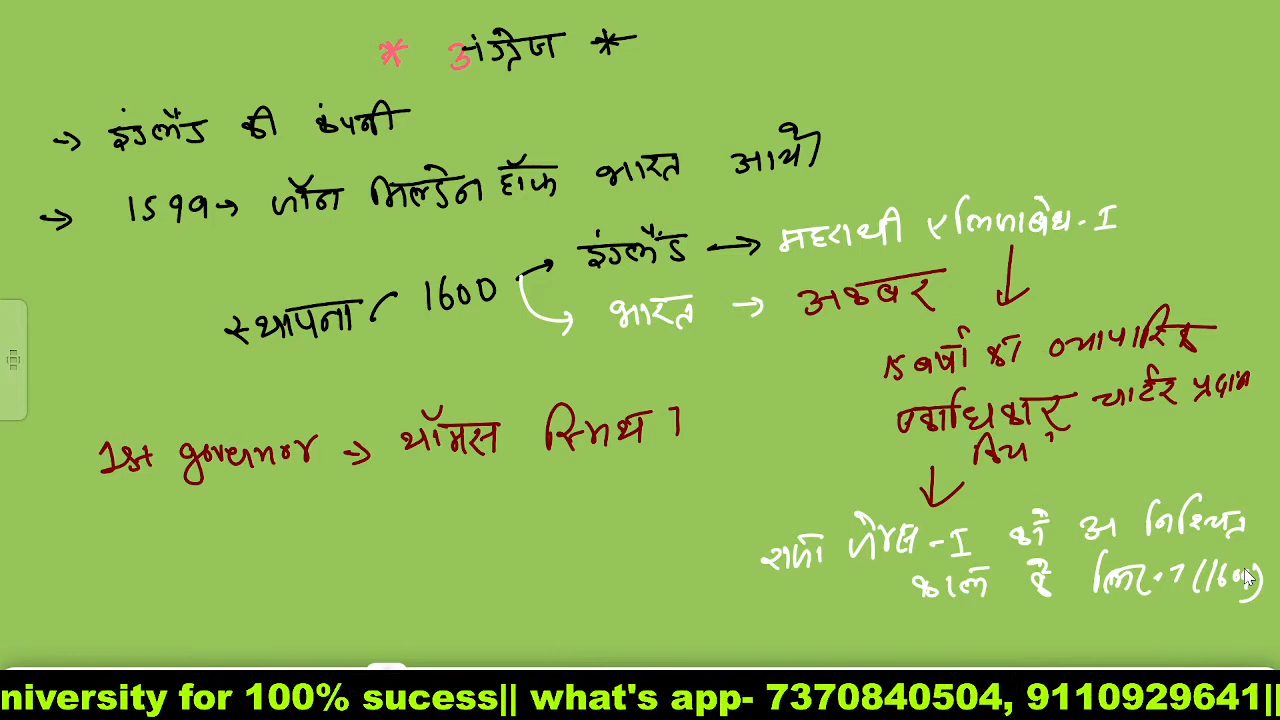 * अंग्रेज *
→ इंग्लैंड की कंपनी
→ 1599 → जॉन मिल्डेन हॉल भारत आये
स्थापना 1600 → इंग्लैंड → महारानी एलिजाबेथ - I
→ भारत → अकबर
15 वर्षो का व्यापारिक
एकाधिकार चार्टर प्रदान
किय
1st governor → थॉमस स्मिथ
राजा जेम्स - I को अनिश्चित
काल के लिए
niversity for 100% sucess|| what's app- 7370840504, 9110929641||